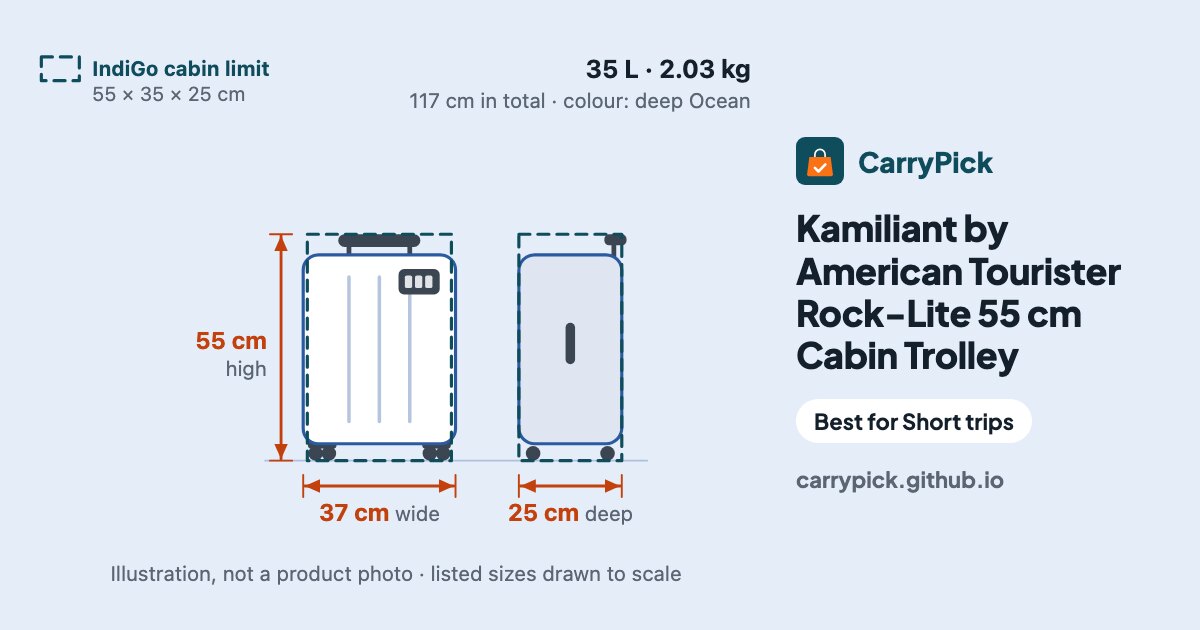 IndiGo cabin limit
55 × 35 × 25 cm
35 L · 2.03 kg
117 cm in total · colour: deep Ocean
55 cm
high
37 cm wide
25 cm deep
Illustration, not a product photo · listed sizes drawn to scale
CarryPick
Kamiliant by
American Tourister
Rock–Lite 55 cm
Cabin Trolley
Best for Short trips
carrypick.github.io